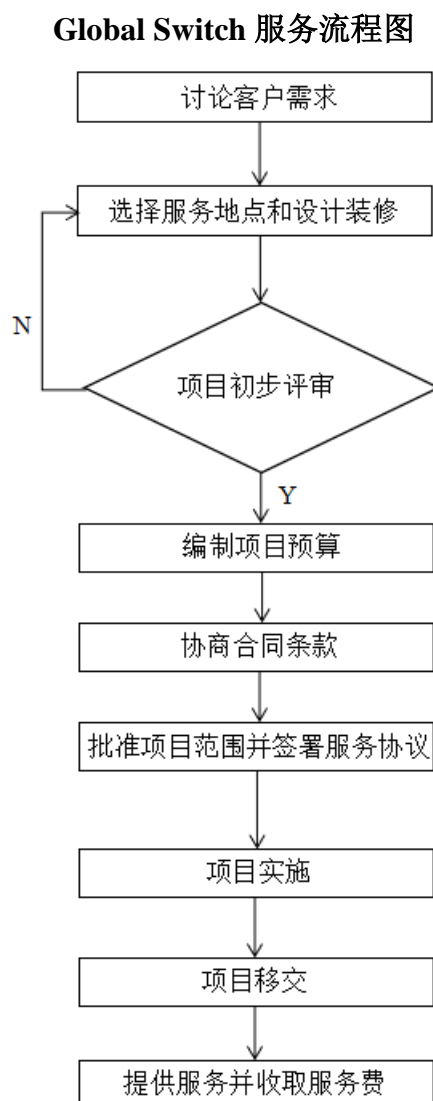 Global Switch 服务流程图
讨论客户需求
选择服务地点和设计装修
N
项目初步评审
Y
编制项目预算
协商合同条款
批准项目范围并签署服务协议
项目实施
项目移交
提供服务并收取服务费